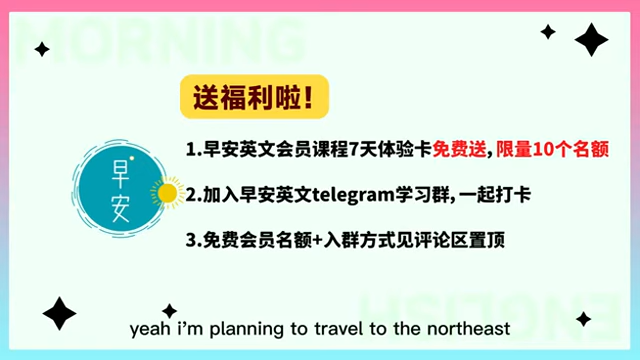 MORNING
送福利啦!
1.早安英文会员课程7天体验卡免费送,限量10个名额
早安
2.加入早安英文telegram学习群,一起打卡
3.免费会员名额+入群方式见评论区置顶
ENGLISH
yeah i'm planning to travel to the northeast